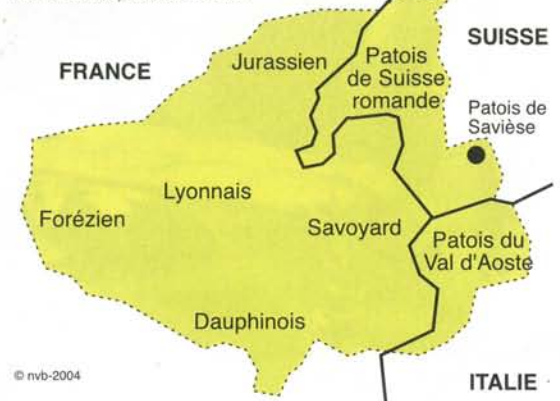 SUISSE
FRANCE
Jurassien
Patois
de Suisse
romande
Patois de
Savièse
Lyonnais
Forézien
Savoyard
Patois du
Val d'Aoste
Dauphinois
© nvb-2004
ITALIE